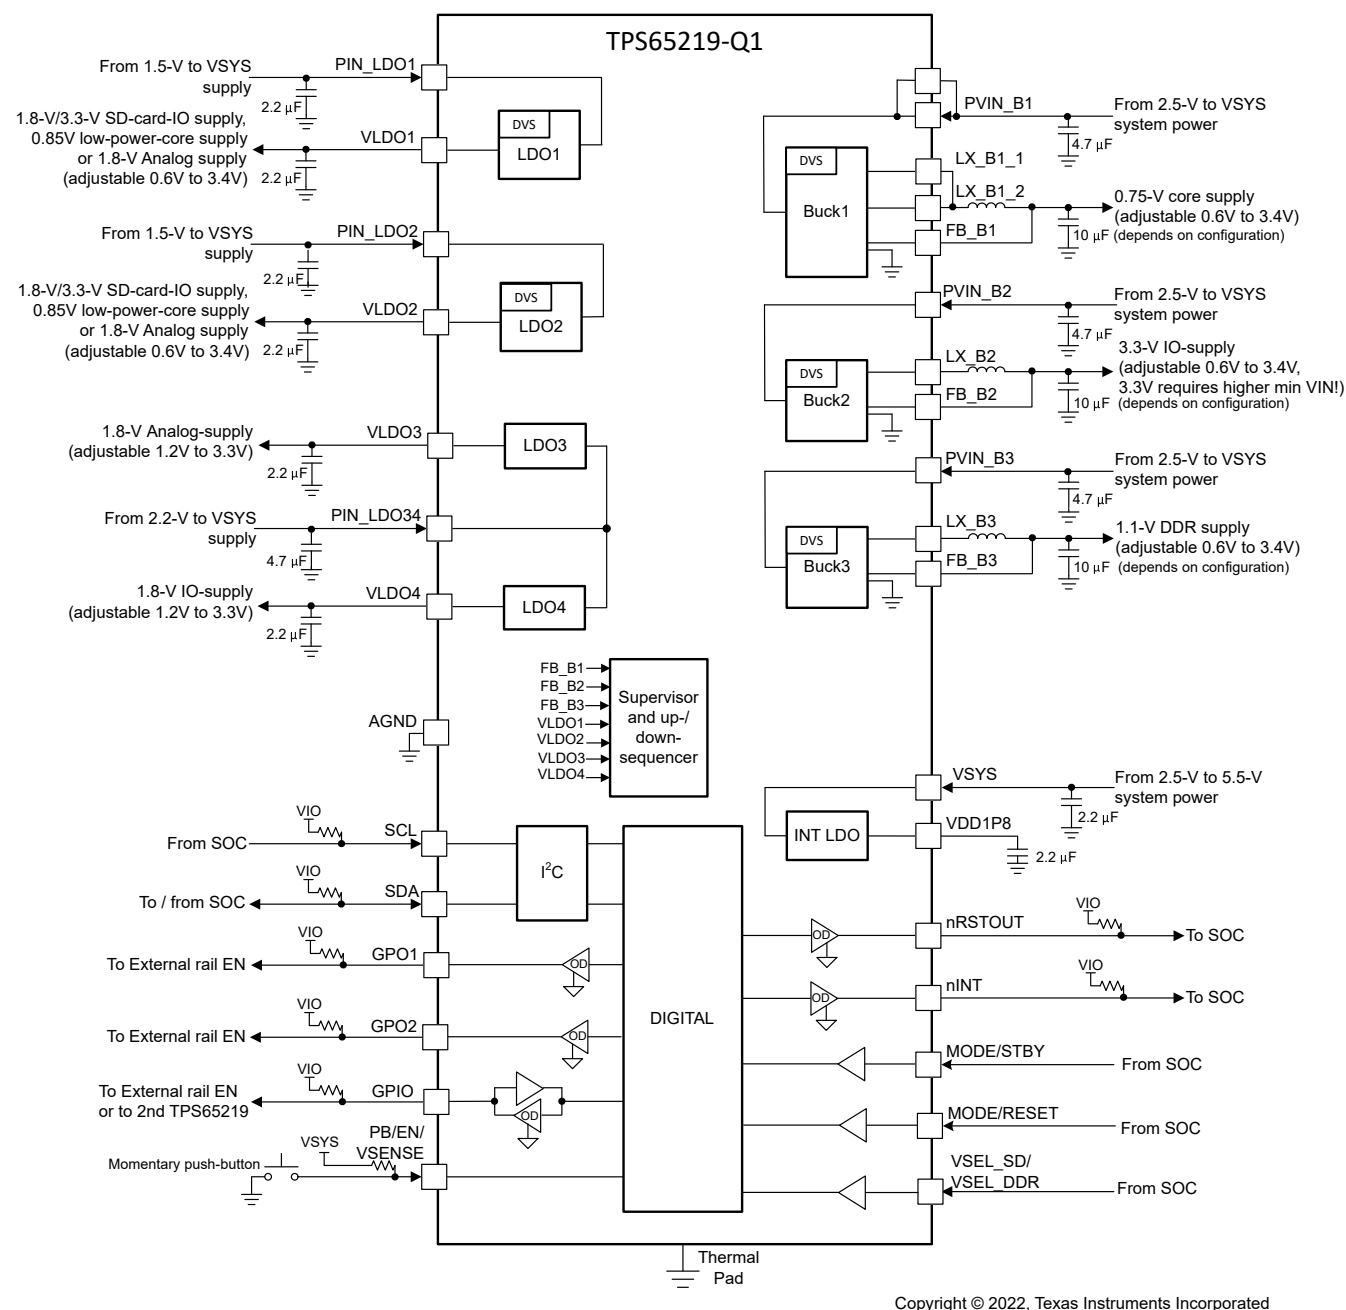 TPS65219-Q1
From 1.5-V to VSYS
supply
PIN_LDO1
2.2 μF
1.8-V/3.3-V SD-card-IO supply,
0.85V low-power-core supply
or 1.8-V Analog supply
(adjustable 0.6V to 3.4V)
VLDO1
2.2 μF
DVS
LDO1
From 1.5-V to VSYS
supply
PIN_LDO2
2.2 μF
1.8-V/3.3-V SD-card-IO supply,
0.85V low-power-core supply
or 1.8-V Analog supply
(adjustable 0.6V to 3.4V)
VLDO2
2.2 μF
DVS
LDO2
1.8-V Analog-supply
(adjustable 1.2V to 3.3V)
VLDO3
2.2 μF
LDO3
From 2.2-V to VSYS
supply
PIN_LDO34
4.7 μF
1.8-V IO-supply
(adjustable 1.2V to 3.3V)
VLDO4
2.2 μF
LDO4
PVIN_B1
From 2.5-V to VSYS
system power
4.7 μF
DVS
Buck1
LX_B1_1
LX_B1_2
FB_B1
0.75-V core supply
(adjustable 0.6V to 3.4V)
10 μF (depends on configuration)
PVIN_B2
From 2.5-V to VSYS
system power
4.7 μF
DVS
Buck2
LX_B2
FB_B2
3.3-V IO-supply
(adjustable 0.6V to 3.4V,
3.3V requires higher min VIN!)
10 μF (depends on configuration)
PVIN_B3
From 2.5-V to VSYS
system power
4.7 μF
DVS
Buck3
LX_B3
FB_B3
1.1-V DDR supply
(adjustable 0.6V to 3.4V)
10 μF (depends on configuration)
FB_B1
FB_B2
FB_B3
VLDO1
VLDO2
VLDO3
VLDO4
Supervisor
and up-/
down-
sequencer
AGND
VSYS
From 2.5-V to 5.5-V
system power
2.2 μF
INT LDO
VDD1P8
2.2 μF
From SOC
VIO
SCL
I²C
To / from SOC
VIO
SDA
To External rail EN
VIO
GPO1
OD
To External rail EN
VIO
GPO2
OD
To External rail EN
or to 2nd TPS65219
VIO
GPIO
OD
Momentary push-button
VSYS
PB/EN/
VSENSE
DIGITAL
OD
nRSTOUT
VIO
To SOC
OD
nINT
VIO
To SOC
MODE/STBY
From SOC
MODE/RESET
From SOC
VSEL_SD/
VSEL_DDR
From SOC
Thermal
Pad
Copyright © 2022, Texas Instruments Incorporated